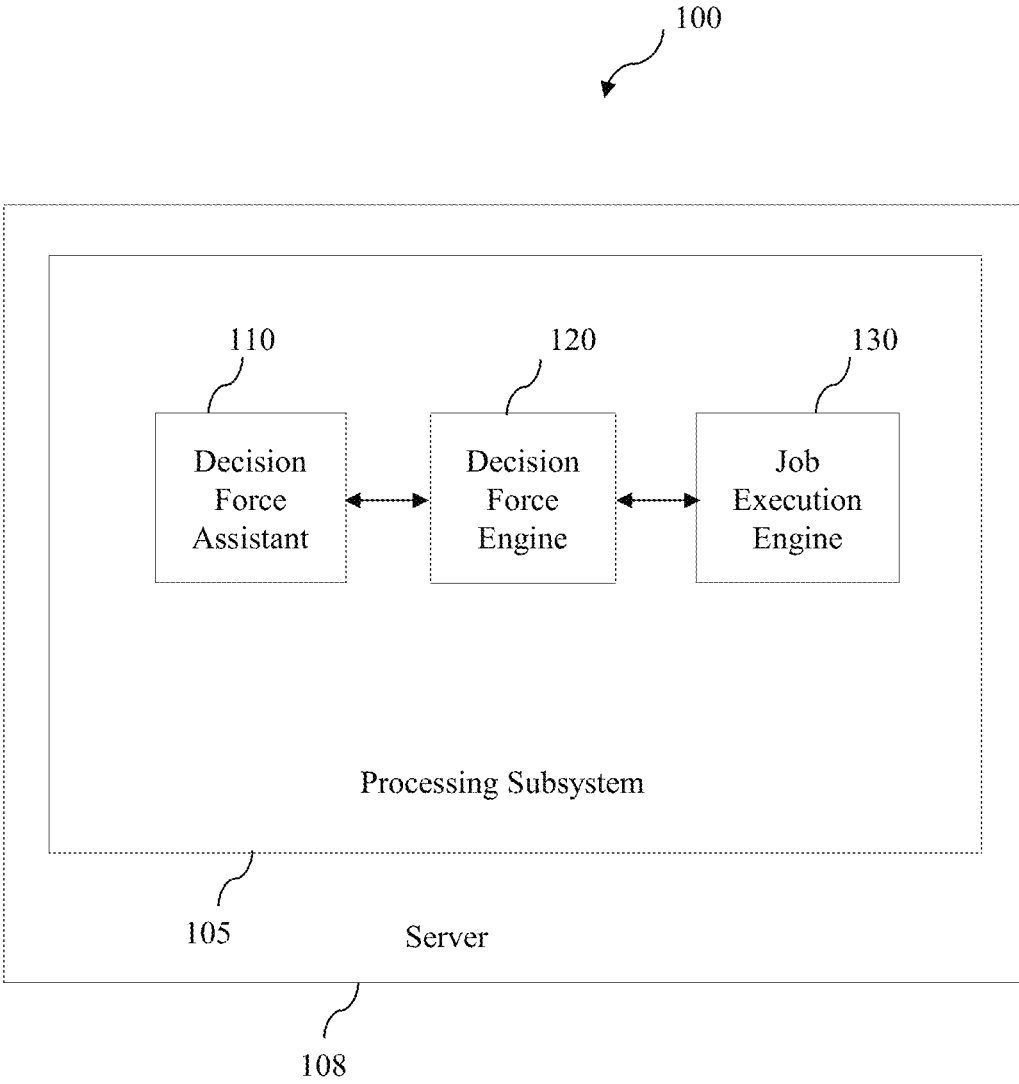 100
110
120
130
Decision
Force
Assistant
Decision
Force
Engine
Job
Execution
Engine
Processing Subsystem
105
Server
108